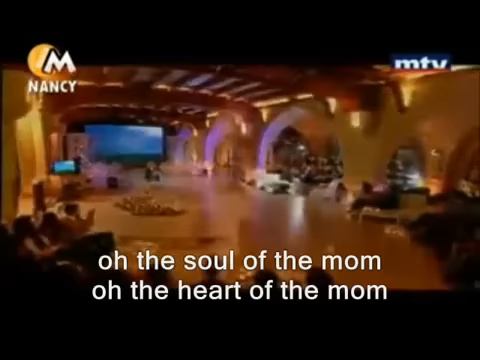 M
NANCY
mtv
oh the soul of the mom
oh the heart of the mom